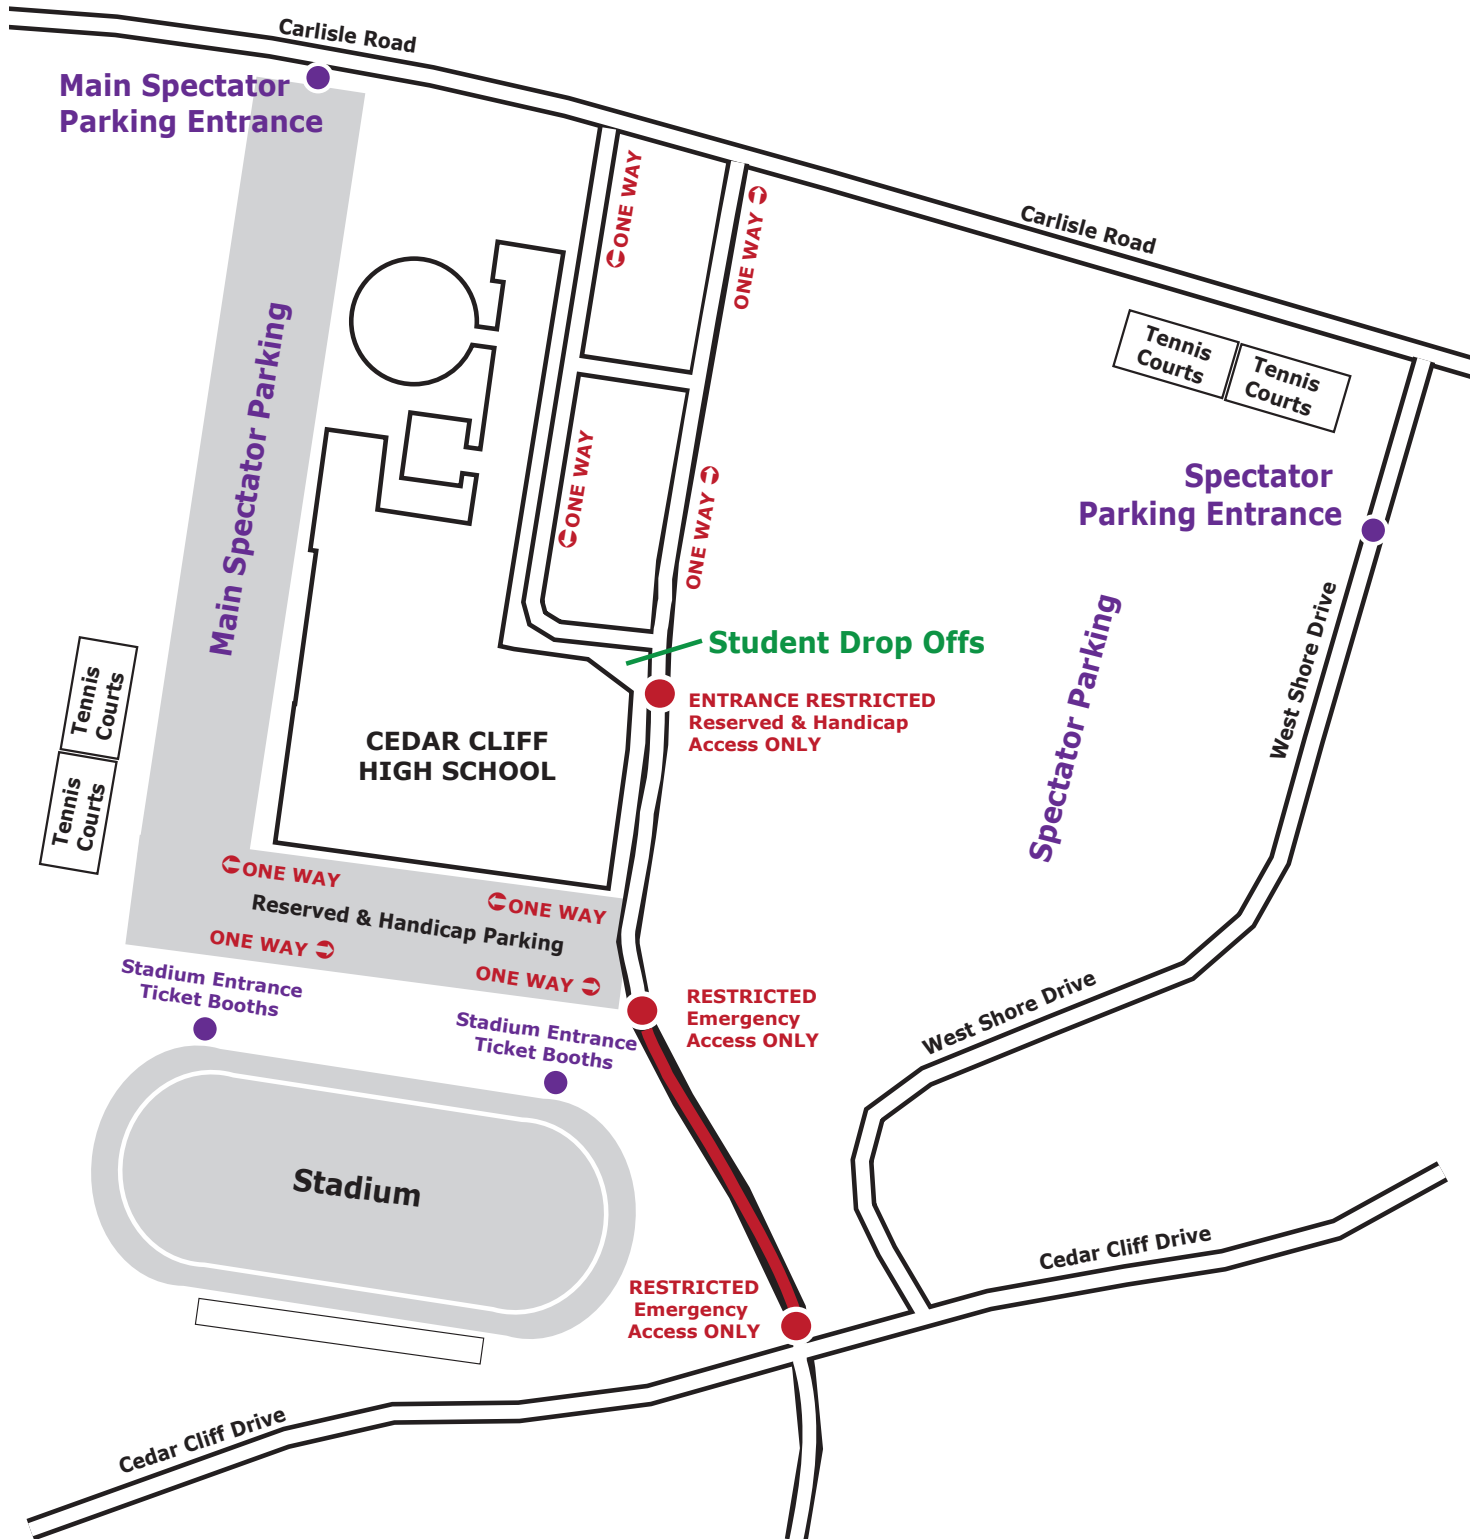 Carlisle Road
Main Spectator
Parking Entrance
ONE WAY
ONE WAY
Carlisle Road
Tennis
Courts
Tennis
Courts
Main Spectator Parking
ONE WAY
ONE WAY
Spectator
Parking Entrance
Student Drop Offs
ENTRANCE RESTRICTED
Reserved & Handicap
Access ONLY
Spectator Parking
West Shore Drive
Tennis
Courts
Tennis
Courts
CEDAR CLIFF
HIGH SCHOOL
ONE WAY
ONE WAY
Reserved & Handicap Parking
ONE WAY
ONE WAY
Stadium Entrance
Ticket Booths
Stadium Entrance
Ticket Booths
RESTRICTED
Emergency
Access ONLY
West Shore Drive
Stadium
Cedar Cliff Drive
RESTRICTED
Emergency
Access ONLY
Cedar Cliff Drive